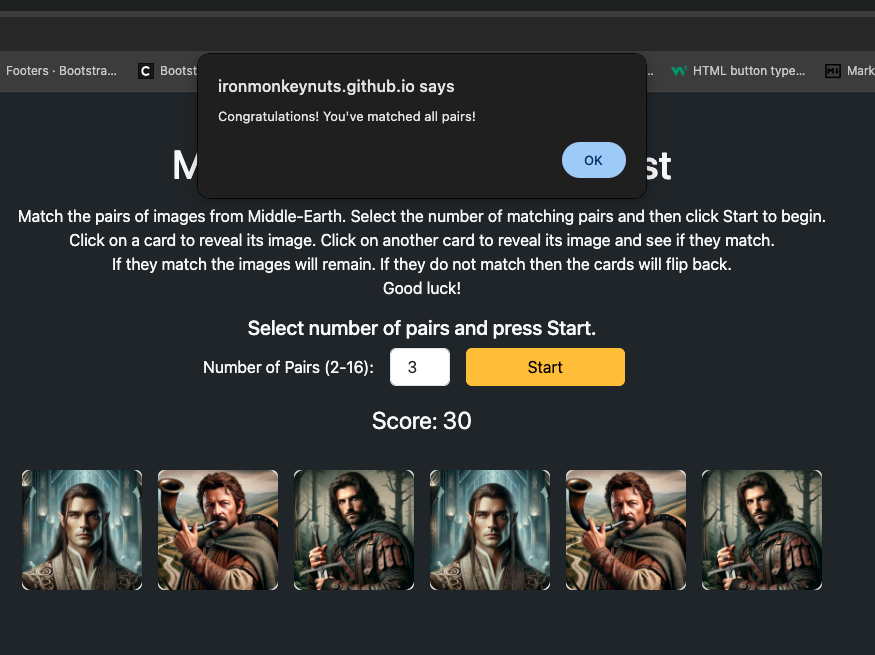 Footers · Bootstra...
C Bootst
HTML button type...
Mark
ironmonkeynuts.github.io says
Congratulations! You've matched all pairs!
OK
Match the pairs of images from Middle-Earth. Select the number of matching pairs and then click Start to begin.
Click on a card to reveal its image. Click on another card to reveal its image and see if they match.
If they match the images will remain. If they do not match then the cards will flip back.
Good luck!
Select number of pairs and press Start.
Number of Pairs (2-16): 3 Start
Score: 30